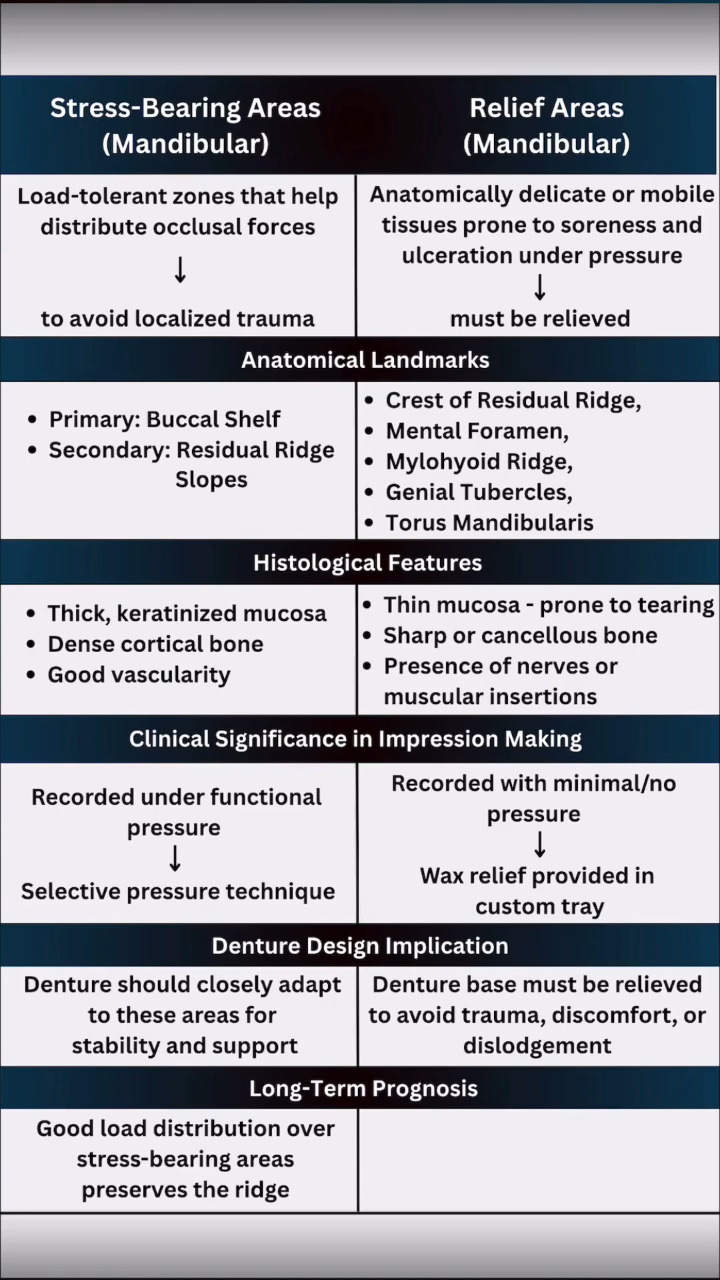 Stress-Bearing Areas
(Mandibular)
Relief Areas
(Mandibular)
Load-tolerant zones that help
distribute occlusal forces
↓
to avoid localized trauma
Anatomically delicate or mobile
tissues prone to soreness and
ulceration under pressure
↓
must be relieved
Anatomical Landmarks
• Primary: Buccal Shelf
• Secondary: Residual Ridge
Slopes
• Crest of Residual Ridge,
• Mental Foramen,
• Mylohyoid Ridge,
• Genial Tubercles,
• Torus Mandibularis
Histological Features
• Thick, keratinized mucosa
• Dense cortical bone
• Good vascularity
• Thin mucosa - prone to tearing
• Sharp or cancellous bone
• Presence of nerves or
muscular insertions
Clinical Significance in Impression Making
Recorded under functional
pressure
↓
Selective pressure technique
Recorded with minimal/no
pressure
↓
Wax relief provided in
custom tray
Denture Design Implication
Denture should closely adapt
to these areas for
stability and support
Denture base must be relieved
to avoid trauma, discomfort, or
dislodgement
Long-Term Prognosis
Good load distribution over
stress-bearing areas
preserves the ridge